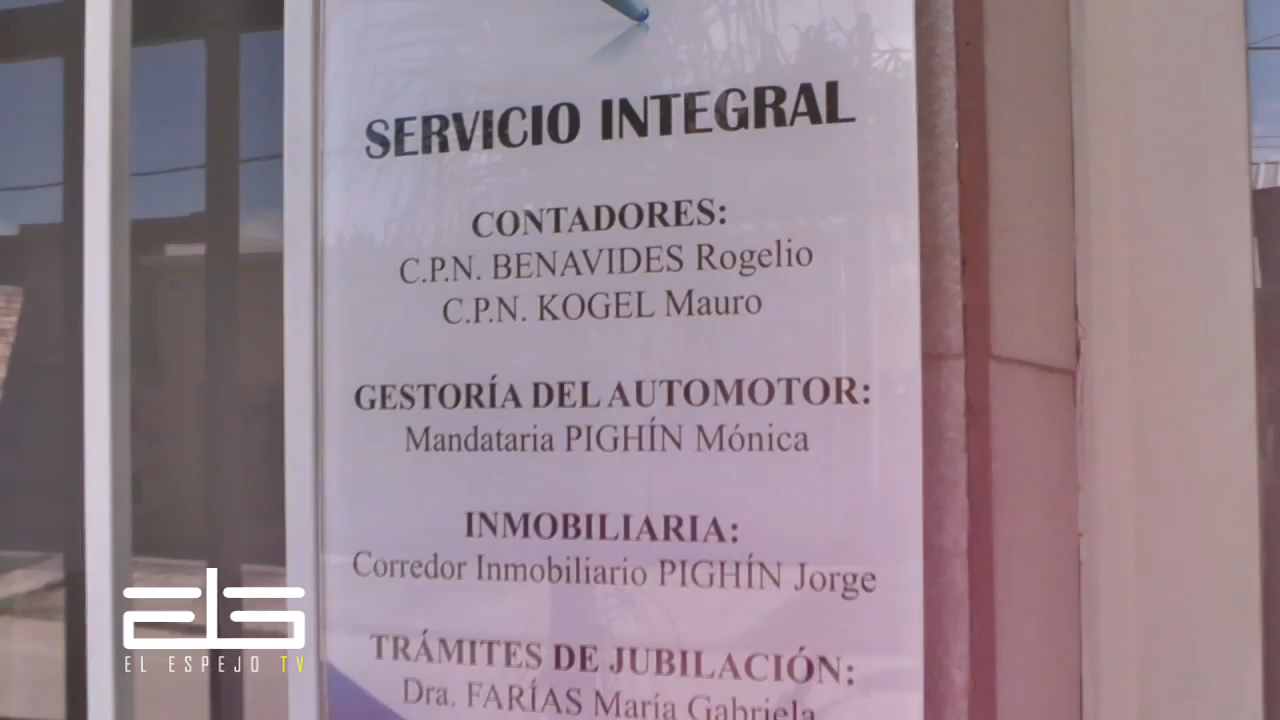 SERVICIO INTEGRAL
CONTADORES:
C.P.N. BENAVIDES Rogelio
C.P.N. KOGEL Mauro
GESTORÍA DEL AUTOMOTOR:
Mandataria PIGHÍN Mónica
INMOBILIARIA:
Corredor Inmobiliario PIGHÍN Jorge
TRÁMITES DE JUBILACIÓN:
Dra. FARÍAS María Gabriela
EL ESPEJO TV